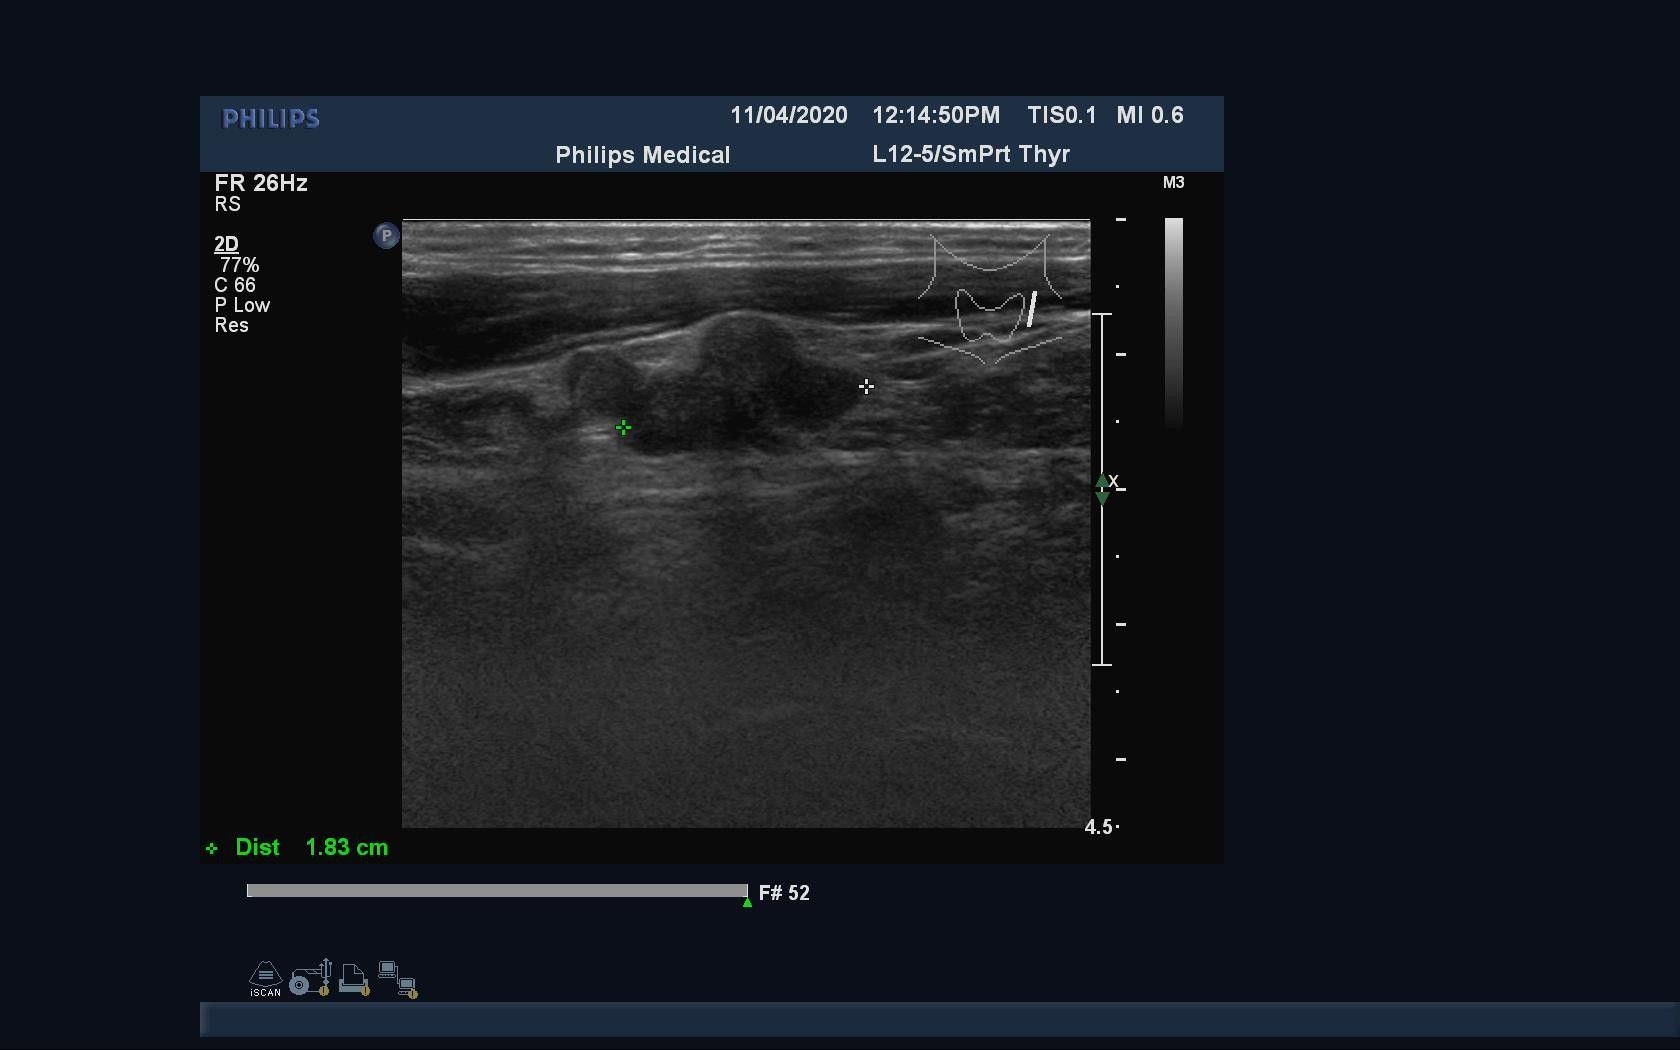 PHILIPS
11/04/2020 12:14:50PM TIS0.1 MI 0.6
Philips Medical L12-5/SmPrt Thyr
FR 26Hz
RS
M3
P
2D
77%
C 66
P Low
Res
X
4.5
Dist 1.83 cm
F# 52
iSCAN